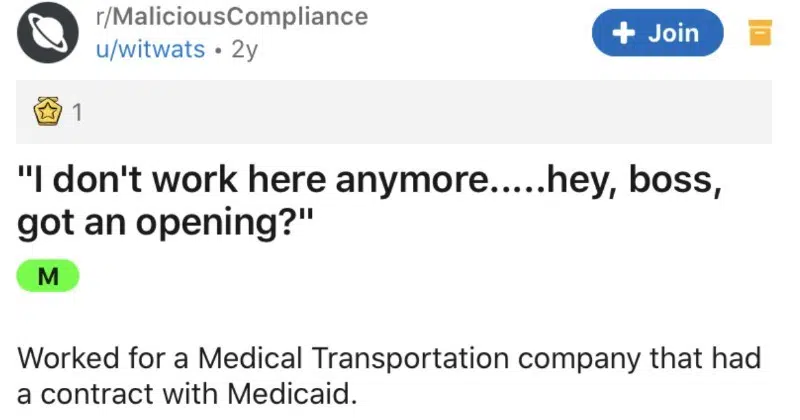 r/MaliciousCompliance
u/witwats • 2y
+ Join
1
"I don't work here anymore.....hey, boss,
got an opening?"
M
Worked for a Medical Transportation company that had
a contract with Medicaid.